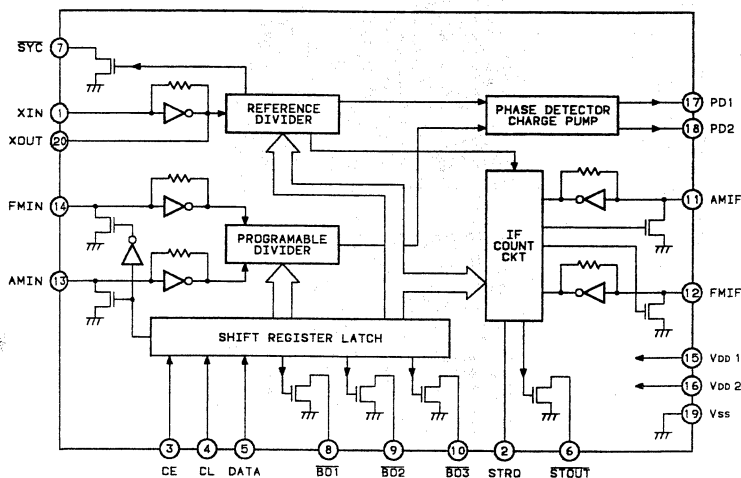 SYC 7
XIN 1
XOUT 20
FMIN 14
AMIN 13
REFERENCE
DIVIDER
PROGRAMABLE
DIVIDER
SHIFT REGISTER LATCH
PHASE DETECTOR
CHARGE PUMP
IF
COUNT
CKT
17 PD1
18 PD2
11 AMIF
12 FMIF
15 VDD 1
16 VDD 2
19 Vss
3 4 5 8 9 10 2 6
CE CL DATA BO1 BO2 BO3 STRQ STOUT